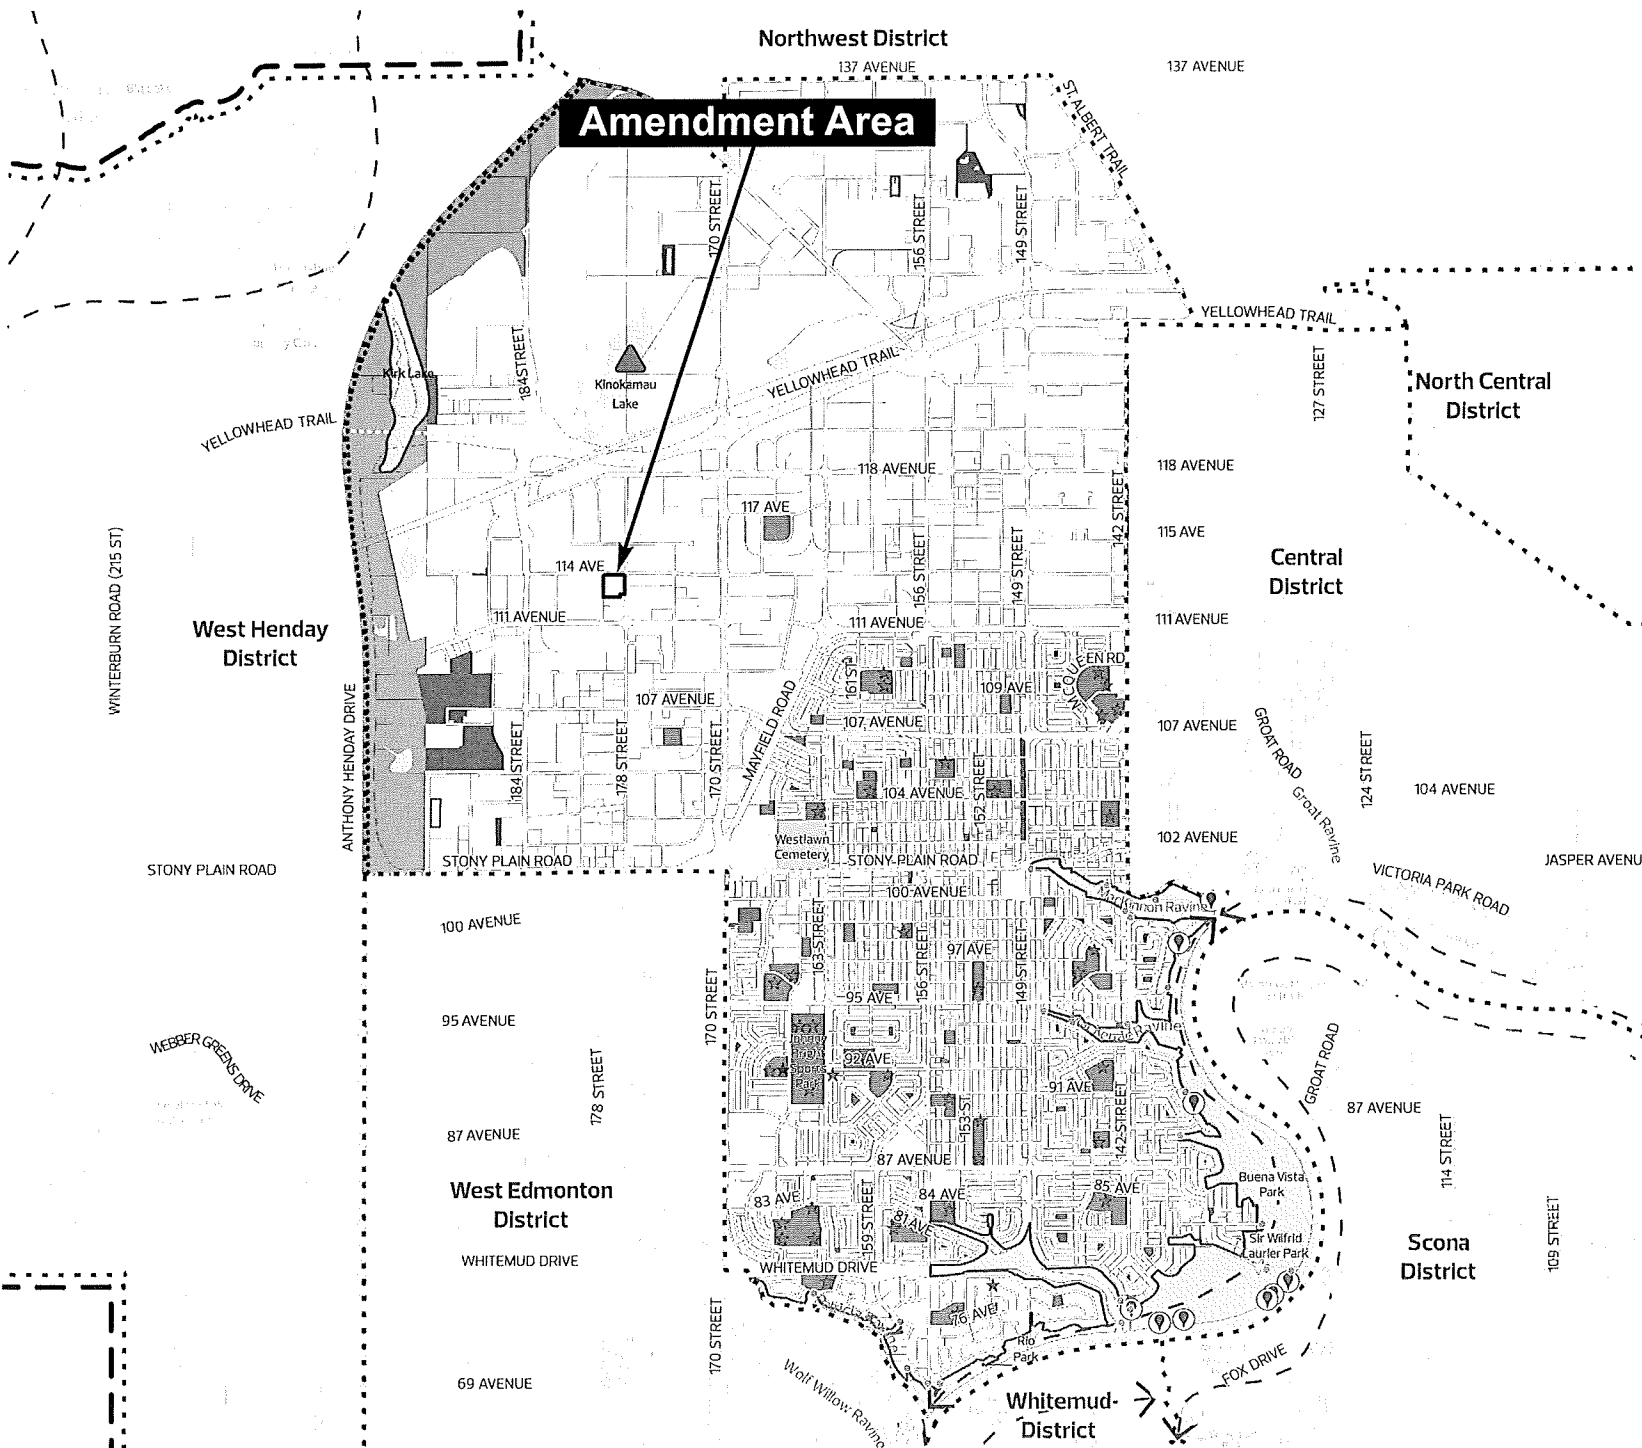 Northwest District
137 AVENUE
137 AVENUE
ST. ALBERT TRAIL
Amendment Area
170 STREET
156 STREET
149 STREET
YELLOWHEAD TRAIL
184 STREET
Kirk Lake
Kinokamau
Lake
YELLOWHEAD TRAIL
127 STREET
North Central
District
YELLOWHEAD TRAIL
118 AVENUE
118 AVENUE
142 STREET
117 AVE
115 AVE
WINTERBURN ROAD (215 ST)
114 AVE
156 STREET
149 STREET
Central
District
111 AVENUE
111 AVENUE
111 AVENUE
West Henday
District
161 ST
MCQUEEN RD
109 AVE
107 AVENUE
107 AVENUE
107 AVENUE
ANTHONY HENDAY DRIVE
184 STREET
178 STREET
170 STREET
MAYFIELD ROAD
152 STREET
GROAT ROAD
Groat Ravine
124 STREET
104 AVENUE
104 AVENUE
102 AVENUE
Westlawn
Cemetery
STONY PLAIN ROAD
STONY PLAIN ROAD
STONY PLAIN ROAD
JASPER AVENU
VICTORIA PARK ROAD
100 AVENUE
MacKinnon Ravine
100 AVENUE
163 STREET
97 AVE
156 STREET
149 STREET
170 STREET
95 AVE
95 AVENUE
WEBBER GREENS DRIVE
Johnny
Bright
Sports
Park
92 AVE
178 STREET
91 AVE
GROAT ROAD
87 AVENUE
153 ST
142 STREET
114 STREET
87 AVENUE
87 AVENUE
Buena Vista
Park
West Edmonton
District
83 AVE
84 AVE
85 AVE
81 AVE
159 STREET
109 STREET
Sir Wilfrid
Laurier Park
Scona
District
WHITEMUD DRIVE
WHITEMUD DRIVE
76 AVE
170 STREET
Rio
Park
FOX DRIVE
69 AVENUE
Wolf Willow Ravine
Whitemud
District